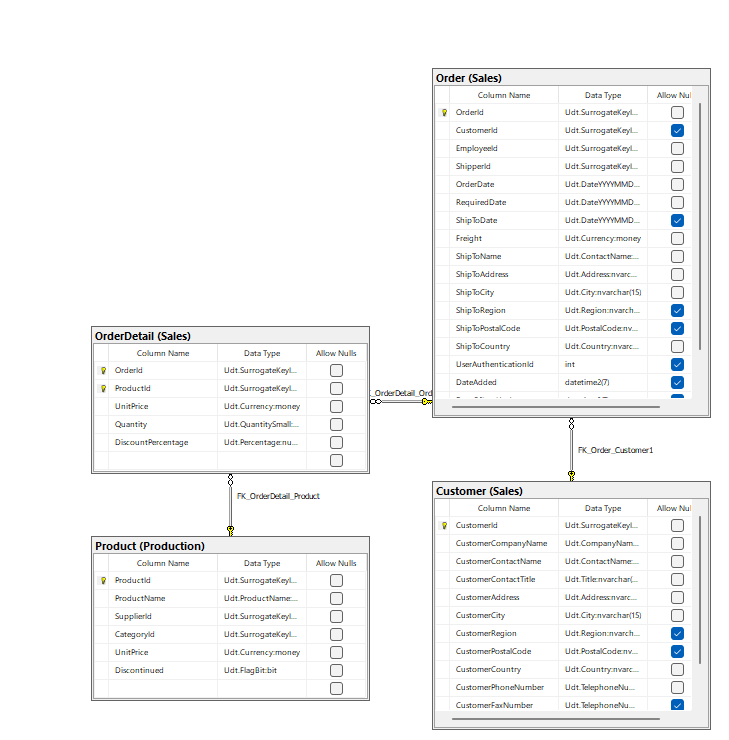 Order (Sales)
Column Name Data Type Allow Nul
OrderId Udt.SurrogateKeyI...
CustomerId Udt.SurrogateKeyI...
EmployeeId Udt.SurrogateKeyI...
ShipperId Udt.SurrogateKeyI...
OrderDate Udt.DateYYYYMMD...
RequiredDate Udt.DateYYYYMMD...
ShipToDate Udt.DateYYYYMMD...
Freight Udt.Currency:money
ShipToName Udt.ContactName:...
ShipToAddress Udt.Address:nvarc...
ShipToCity Udt.City:nvarchar(15)
ShipToRegion Udt.Region:nvarch...
ShipToPostalCode Udt.PostalCode:nv...
ShipToCountry Udt.Country:nvarc...
UserAuthenticationId int
DateAdded datetime2(7)
OrderDetail (Sales)
Column Name Data Type Allow Nulls
OrderId Udt.SurrogateKeyI...
ProductId Udt.SurrogateKeyI...
UnitPrice Udt.Currency:money
Quantity Udt.QuantitySmall:...
DiscountPercentage Udt.Percentage:nu...
_OrderDetail_Ord
FK_Order_Customer1
FK_OrderDetail_Product
Customer (Sales)
Column Name Data Type Allow Nul
CustomerId Udt.SurrogateKeyI...
CustomerCompanyName Udt.CompanyNam...
CustomerContactName Udt.ContactName:...
CustomerContactTitle Udt.Title:nvarchar(...
CustomerAddress Udt.Address:nvarc...
CustomerCity Udt.City:nvarchar(15)
CustomerRegion Udt.Region:nvarch...
CustomerPostalCode Udt.PostalCode:nv...
CustomerCountry Udt.Country:nvarc...
CustomerPhoneNumber Udt.TelephoneNu...
CustomerFaxNumber Udt.TelephoneNu...
Product (Production)
Column Name Data Type Allow Nulls
ProductId Udt.SurrogateKeyI...
ProductName Udt.ProductName:...
SupplierId Udt.SurrogateKeyI...
CategoryId Udt.SurrogateKeyI...
UnitPrice Udt.Currency:money
Discontinued Udt.FlagBit:bit